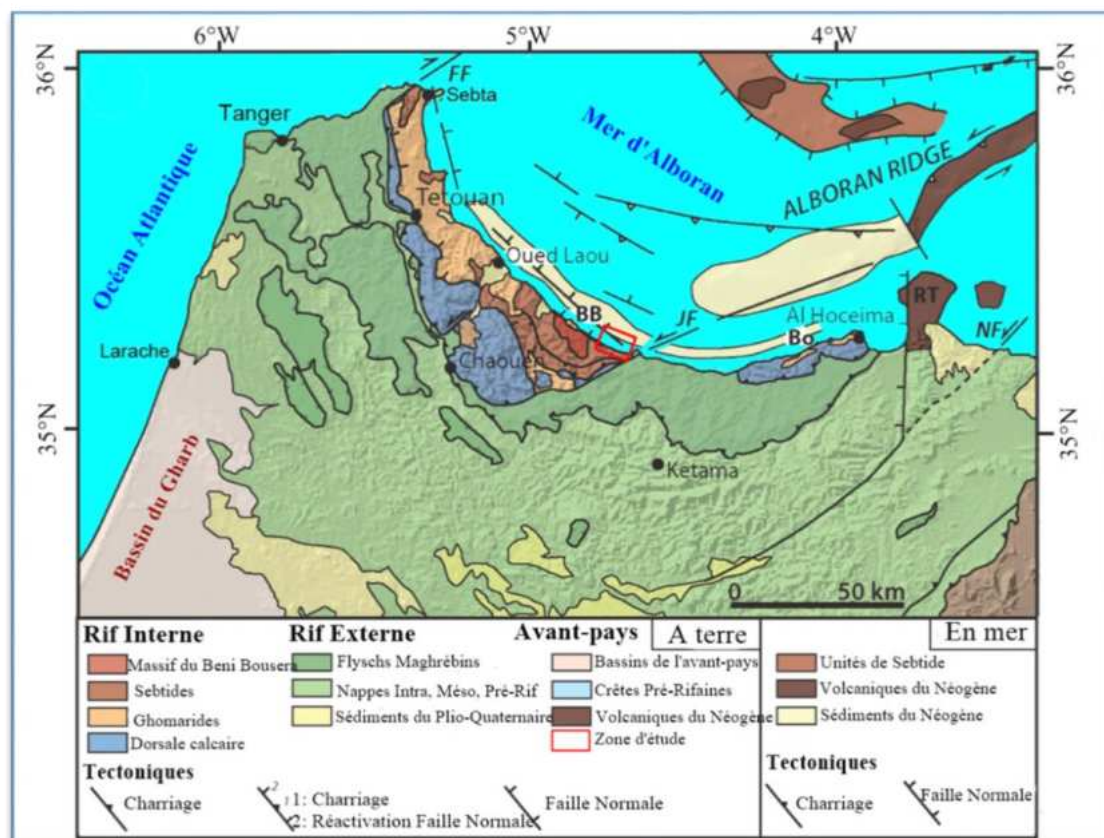 6°W 5°W 4°W
36°N 36°N
FF
Sebta
Tanger
Mer d'Alboran
Océan Atlantique
ALBORAN RIDGE
Tetouan
Oued Laou
BB
JF
Al Hoceima
RT
Bo
NF
Larache
Chaouen
35°N 35°N
Ketama
Bassin du Gharb
0 50 km
Rif Interne
Massif du Beni Bousera
Sebtides
Ghomarides
Dorsale calcaire
Rif Externe
Flyschs Maghrébins
Nappes Intra, Méso, Pré-Rif
Sédiments du Plio-Quaternaire
Avant-pays
A terre
Bassins de l'avant-pays
Crêtes Pré-Rifaines
Volcaniques du Néogène
Zone d'étude
En mer
Unités de Sebtide
Volcaniques du Néogène
Sédiments du Néogène
Tectoniques
Charriage
2
1
1: Charriage
2: Réactivation Faille Normale
Faille Normale
Tectoniques
Charriage
Faille Normale